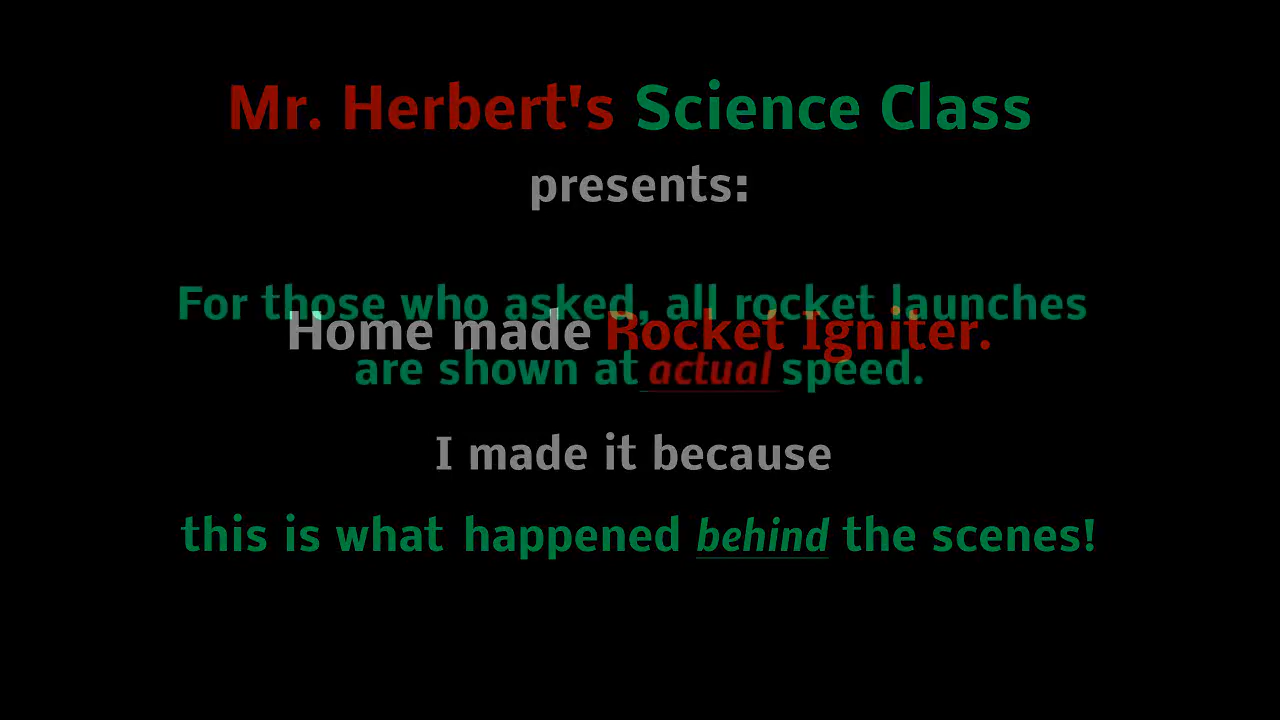 Mr. Herbert's Science Class
presents:
For those who asked, all rocket launches
Home made Rocket Igniter.
are shown at actual speed.
I made it because
this is what happened behind the scenes!